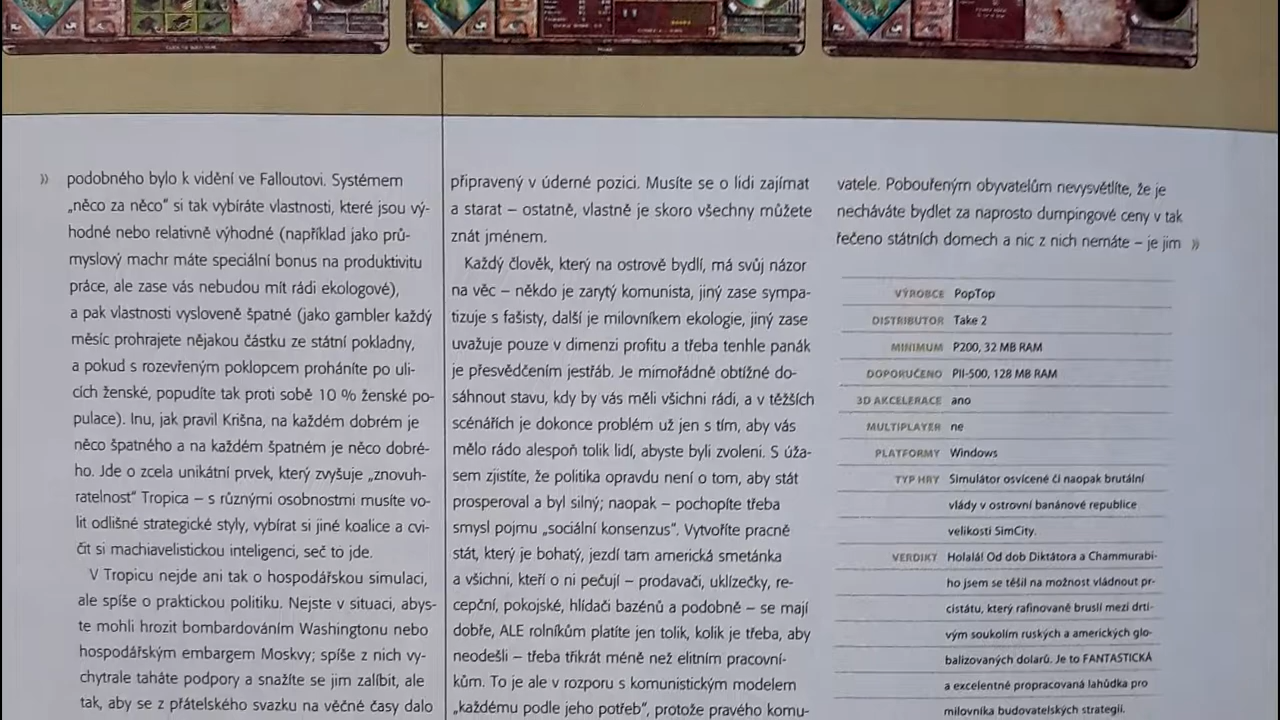 » podobného bylo k vidění ve Falloutovi. Systémem
„něco za něco“ si tak vybíráte vlastnosti, které jsou vý-
hodné nebo relativně výhodné (například jako prů-
myslový machr máte speciální bonus na produktivitu
práce, ale zase vás nebudou mít rádi ekologové),
a pak vlastnosti vysloveně špatné (jako gambler každý
měsíc prohrajete nějakou částku ze státní pokladny,
a pokud s rozevřeným poklopcem proháníte po uli-
cích ženské, popudíte tak proti sobě 10 % ženské po-
pulace). Inu, jak pravil Krišna, na každém dobrém je
něco špatného a na každém špatném je něco dobré-
ho. Jde o zcela unikátní prvek, který zvyšuje „znovuh-
ratelnost“ Tropica – s různými osobnostmi musíte vo-
lit odlišné strategické styly, vybírat si jiné koalice a cvi-
čit si machiavelistickou inteligenci, seč to jde.
V Tropicu nejde ani tak o hospodářskou simulaci,
ale spíše o praktickou politiku. Nejste v situaci, abys-
te mohli hrozit bombardováním Washingtonu nebo
hospodářským embargem Moskvy; spíše z nich vy-
chytrale taháte podpory a snažíte se jim zalíbit, ale
tak, aby se z přátelského svazku na věčné časy dalo
připravený v úderné pozici. Musíte se o lidi zajímat
a starat – ostatně, vlastně je skoro všechny můžete
znát jménem.
Každý člověk, který na ostrově bydlí, má svůj názor
na věc – někdo je zarytý komunista, jiný zase sympa-
tizuje s fašisty, další je milovníkem ekologie, jiný zase
uvažuje pouze v dimenzi profitu a třeba tenhle panák
je přesvědčením jestřáb. Je mimořádně obtížné do-
sáhnout stavu, kdy by vás měli všichni rádi, a v těžších
scénářích je dokonce problém už jen s tím, aby vás
mělo rádo alespoň tolik lidí, abyste byli zvoleni. S úža-
sem zjistíte, že politika opravdu není o tom, aby stát
prosperoval a byl silný; naopak – pochopíte třeba
smysl pojmu „sociální konsenzus“. Vytvoříte pracně
stát, který je bohatý, jezdí tam americká smetánka
a všichni, kteří o ni pečují – prodavači, uklízečky, re-
cepční, pokojské, hlídači bazénů a podobně – se mají
dobře, ALE rolníkům platíte jen tolik, kolik je třeba, aby
neodešli – třeba třikrát méně než elitním pracovní-
kům. To je ale v rozporu s komunistickým modelem
„každému podle jeho potřeb“, protože pravého komu-
vatele. Pobouřeným obyvatelům nevysvětlíte, že je
necháváte bydlet za naprosto dumpingové ceny v tak
řečeno státních domech a nic z nich nemáte – je jim »
VÝROBCE PopTop
DISTRIBUTOR Take 2
MINIMUM P200, 32 MB RAM
DOPORUČENO PII-500, 128 MB RAM
3D AKCELERACE ano
MULTIPLAYER ne
PLATFORMY Windows
TYP HRY Simulátor osvícené či naopak brutální
vlády v ostrovní banánové republice
velikosti SimCity.
VERDIKT Holalá! Od dob Diktátora a Chammurabi-
ho jsem se těšil na možnost vládnout pr-
cistátu, který rafinovaně bruslí mezi drti-
vým soukolím ruských a amerických glo-
balizovaných dolarů. Je to FANTASTICKÁ
a excelentně propracovaná lahůdka pro
milovníka budovatelských strategií.